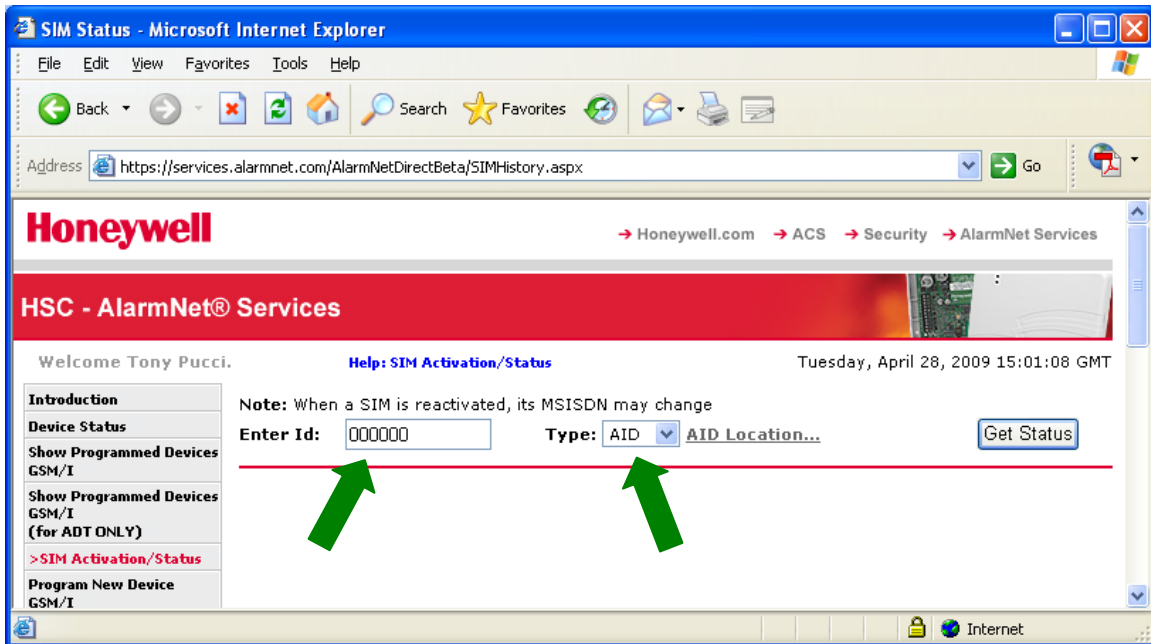 SIM Status - Microsoft Internet Explorer
File Edit View Favorites Tools Help
Back Search Favorites
Address https://services.alarmnet.com/AlarmNetDirectBeta/SIMHistory.aspx Go
Honeywell
Honeywell.com ACS Security AlarmNet Services
HSC - AlarmNet® Services
Welcome Tony Pucci. Help: SIM Activation/Status Tuesday, April 28, 2009 15:01:08 GMT
Introduction
Device Status
Show Programmed Devices
GSM/I
Show Programmed Devices
GSM/I
(for ADT ONLY)
>SIM Activation/Status
Program New Device
GSM/I
Note: When a SIM is reactivated, its MSISDN may change
Enter Id: 000000 Type: AID AID Location... Get Status
Internet